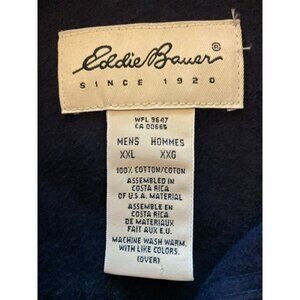 Eddie Bauer®
SINCE 1920
WPL 9647
CA 00665
MENS HOMMES
XXL XXG
100% COTTON/COTON
ASSEMBLED IN
COSTA RICA
OF U.S.A. MATERIAL
ASSEMBLE EN
COSTA RICA
DE MATERIAUX
FAIT AUX E.U.
MACHINE WASH WARM,
WITH LIKE COLORS.
(OVER)